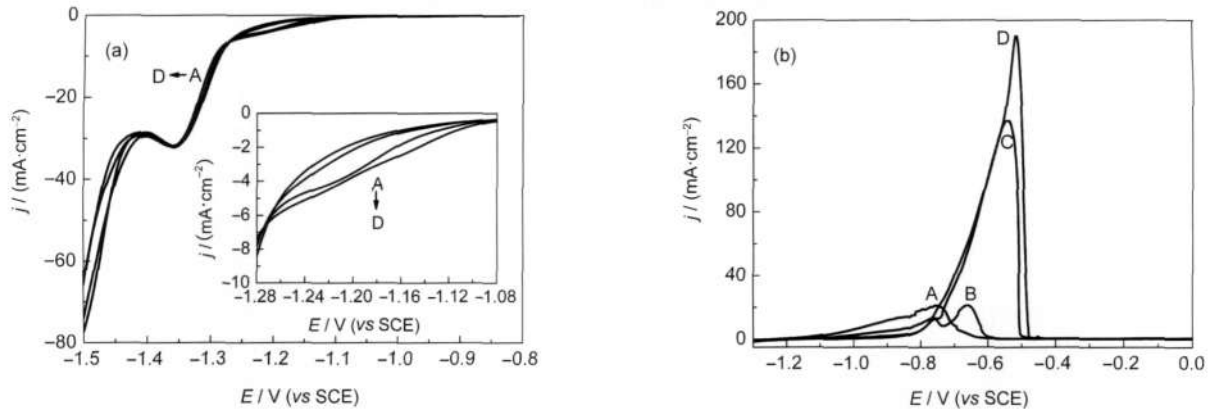 (a)
D ← A
0
−20
−40
−60
−80
j / (mA·cm⁻²)
−1.5 −1.4 −1.3 −1.2 −1.1 −1.0 −0.9 −0.8
E / V (vs SCE)
0
−2
−4
−6
−8
−10
j / (mA·cm⁻²)
A
D
−1.28 −1.24 −1.20 −1.16 −1.12 −1.08
E / V (vs SCE)
(b)
200
160
120
80
40
0
j / (mA·cm⁻²)
D
C
A B
−1.2 −1.0 −0.8 −0.6 −0.4 −0.2 0.0
E / V (vs SCE)